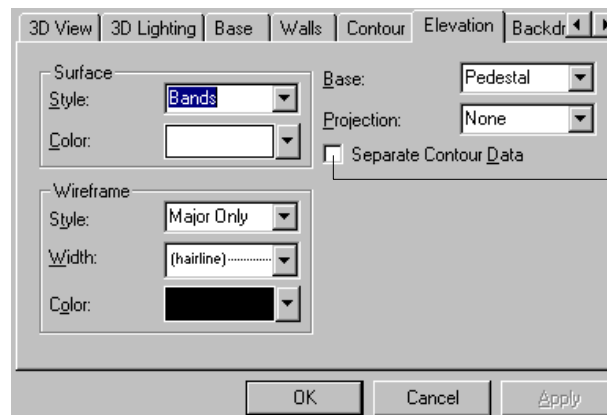 3D View 3D Lighting Base Walls Contour Elevation Backdr
Surface
Style: Bands
Color:
Wireframe
Style: Major Only
Width: (hairline)
Color:
Base: Pedestal
Projection: None
Separate Contour Data
OK Cancel Apply